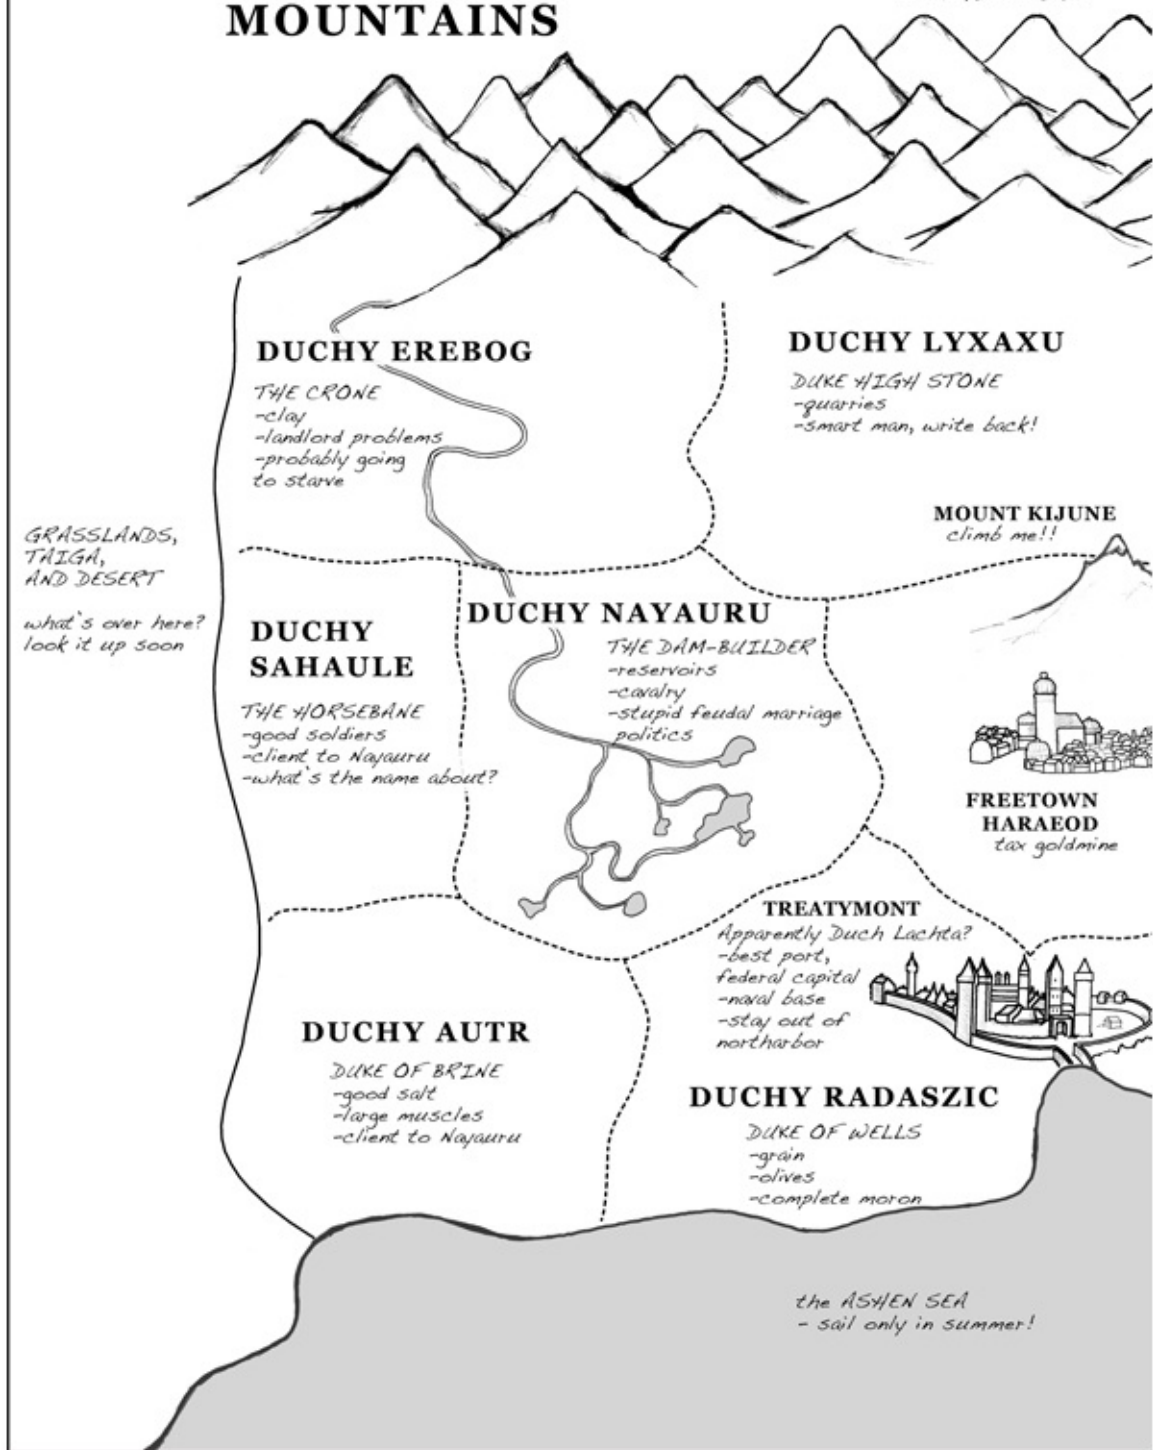 MOUNTAINS
DUCHY EREBOG
THE CRONE
-clay
-landlord problems
-probably going
to starve
DUCHY LYXAXU
DUKE HIGH STONE
-quarries
-smart man, write back!
MOUNT KIJUNE
climb me!!
GRASSLANDS,
TAIGA,
AND DESERT
what's over here?
look it up soon
DUCHY
SAHAULE
THE HORSEBANE
-good soldiers
-client to Nayauru
-what's the name about?
DUCHY NAYAURU
THE DAM-BUILDER
-reservoirs
-cavalry
-stupid feudal marriage
politics
FREETOWN
HARAEOD
tax goldmine
TREATYMONT
Apparently Duch Lachta?
-best port,
federal capital
-naval base
-stay out of
northarbor
DUCHY AUTR
DUKE OF BRINE
-good salt
-large muscles
-client to Nayauru
DUCHY RADASZIC
DUKE OF WELLS
-grain
-olives
-complete moron
the ASHEN SEA
- sail only in summer!